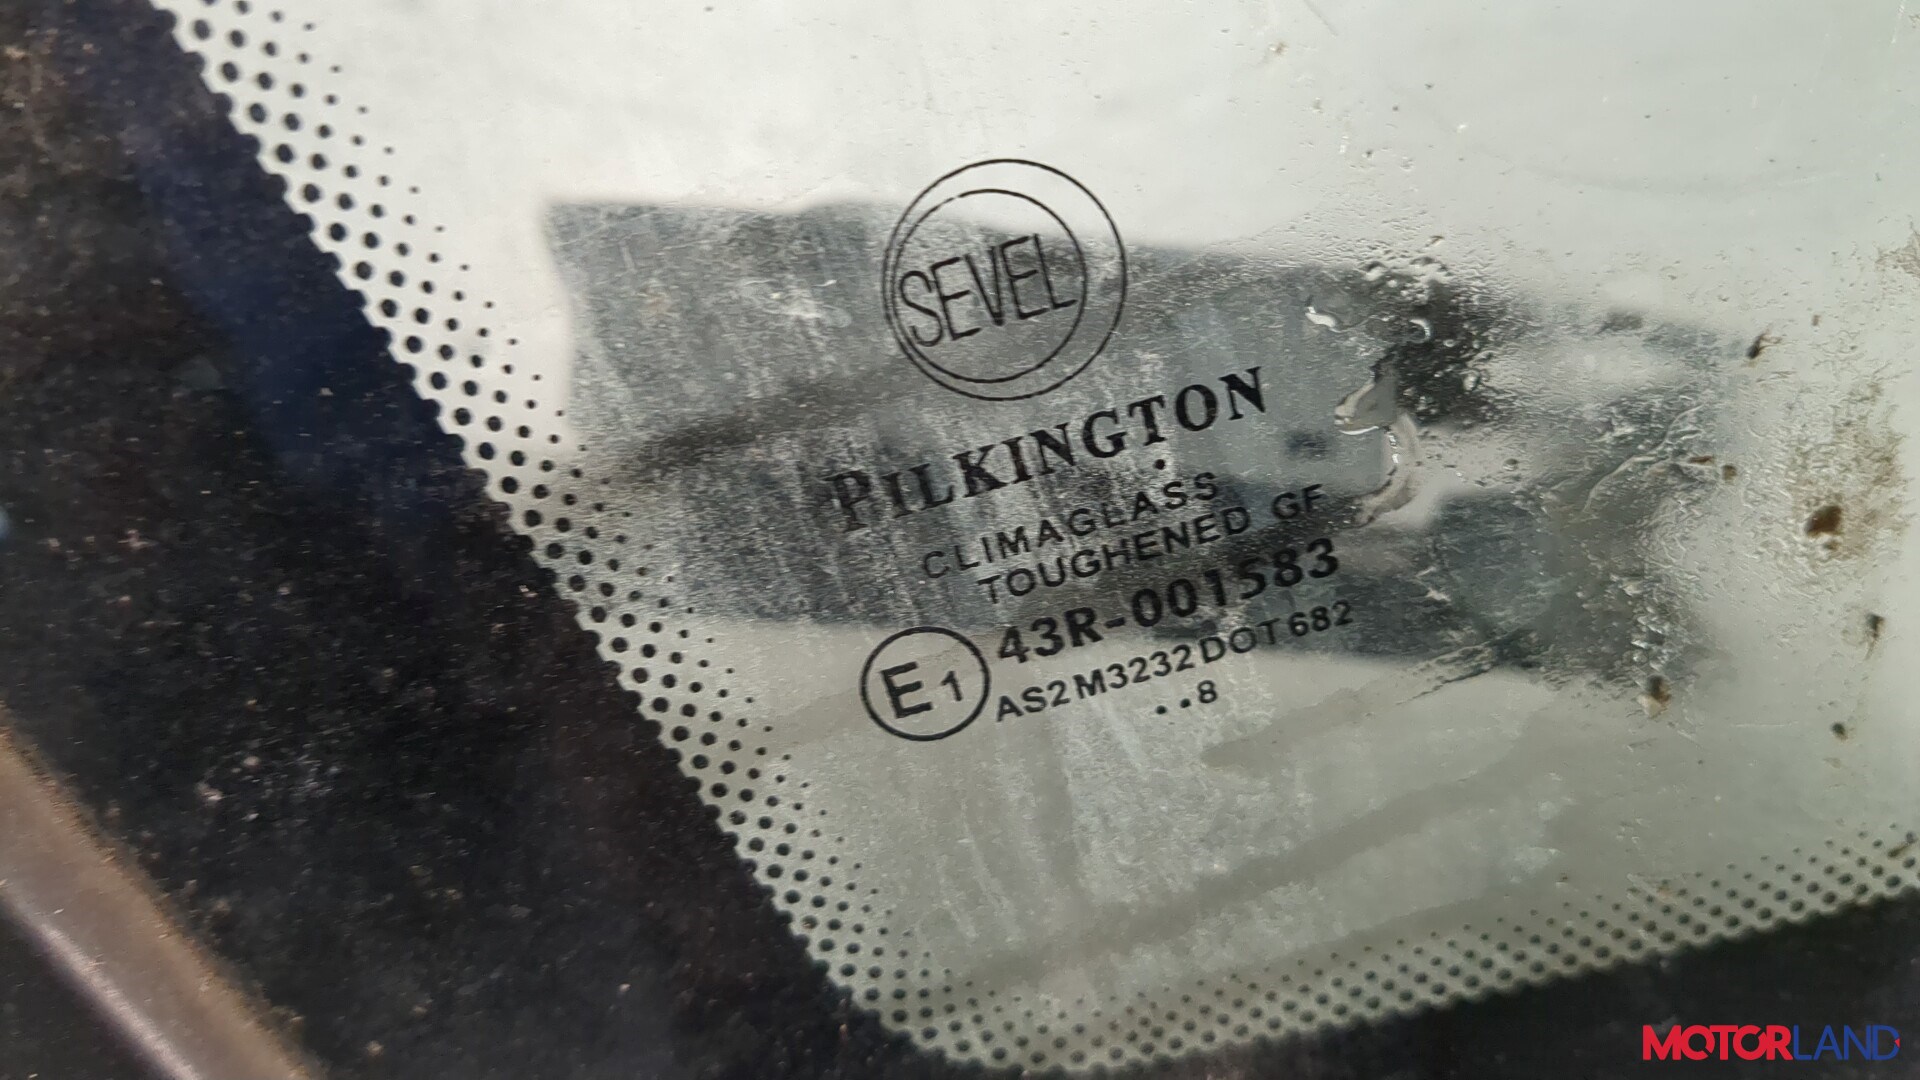 SEVEL
PILKINGTON
CLIMAGLASS
TOUGHENED GF
43R-001583
E1
AS2 M3232 DOT 682
..8
MOTORLAND